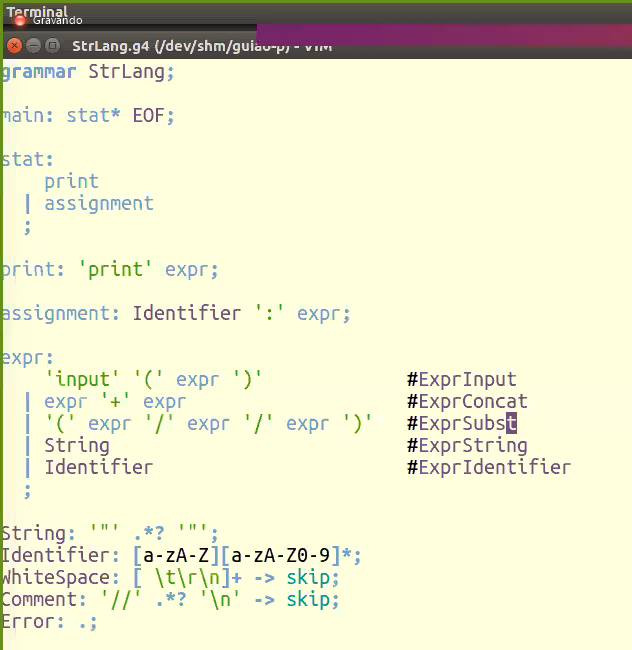 Terminal
Gravando
StrLang.g4 (/dev/shm/guiao-p) - VIM
grammar StrLang;
main: stat* EOF;
stat:
print
| assignment
;
print: 'print' expr;
assignment: Identifier ':' expr;
expr:
'input' '(' expr ')' #ExprInput
| expr '+' expr #ExprConcat
| '(' expr '/' expr '/' expr ')' #ExprSubst
| String #ExprString
| Identifier #ExprIdentifier
;
String: '"' .*? '"';
Identifier: [a-zA-Z][a-zA-Z0-9]*;
WhiteSpace: [ \t\r\n]+ -> skip;
Comment: '//' .*? '\n' -> skip;
Error: .;